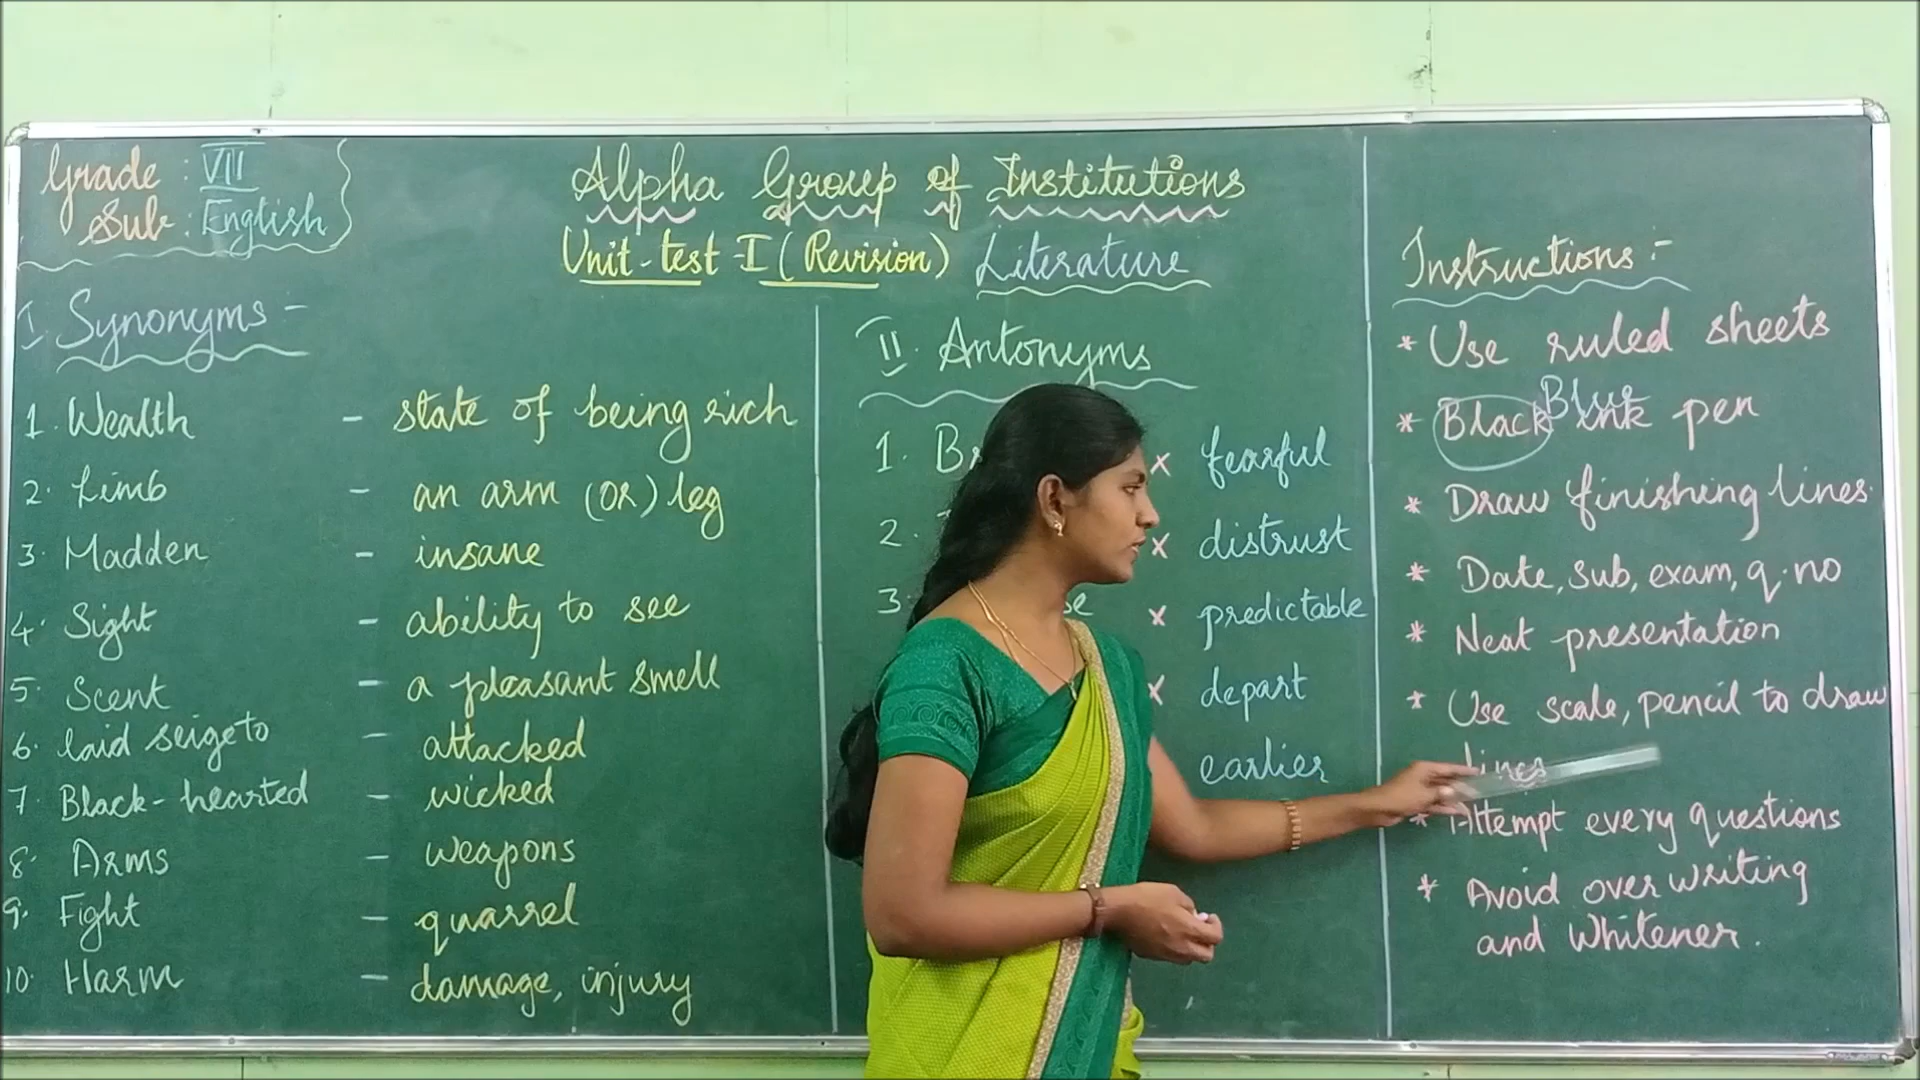 Grade : VII
Sub : English
Alpha Group of Institutions
Unit-test-I (Revision) Literature
I. Synonyms:-
1. Wealth - state of being rich
2. Limb - an arm (OR) leg
3. Madden - insane
4. Sight - ability to see
5. Scent - a pleasant smell
6. laid seige to - attacked
7. Black-hearted - wicked
8. Arms - weapons
9. Fight - quarrel
10. Harm - damage, injury
II. Antonyms
1. x fearful
2. x distrust
3. x predictable
x depart
earlier
Instructions:-
* Use ruled sheets
* Black Blue ink pen
* Draw finishing lines.
* Date, sub, exam, q.no
* Neat presentation
* Use scale, pencil to draw
lines
* Attempt every questions
* Avoid over writing
and Whitener.